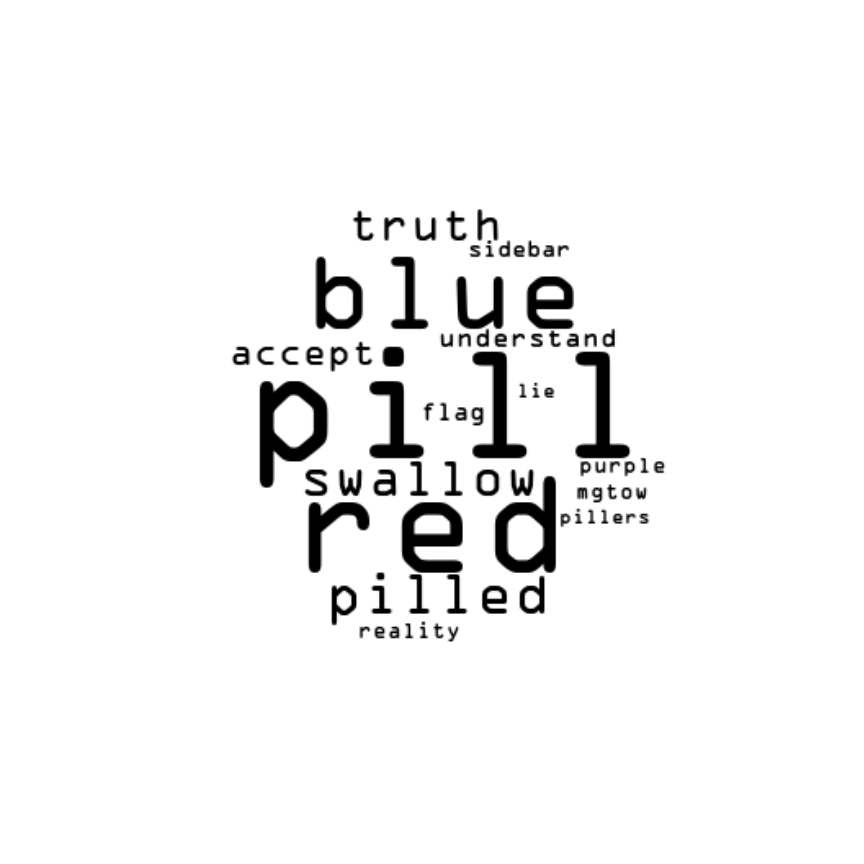 truth
sidebar
blue
understand
accept
pill
lie
flag
purple
swallow
mgtow
red
pillers
pilled
reality